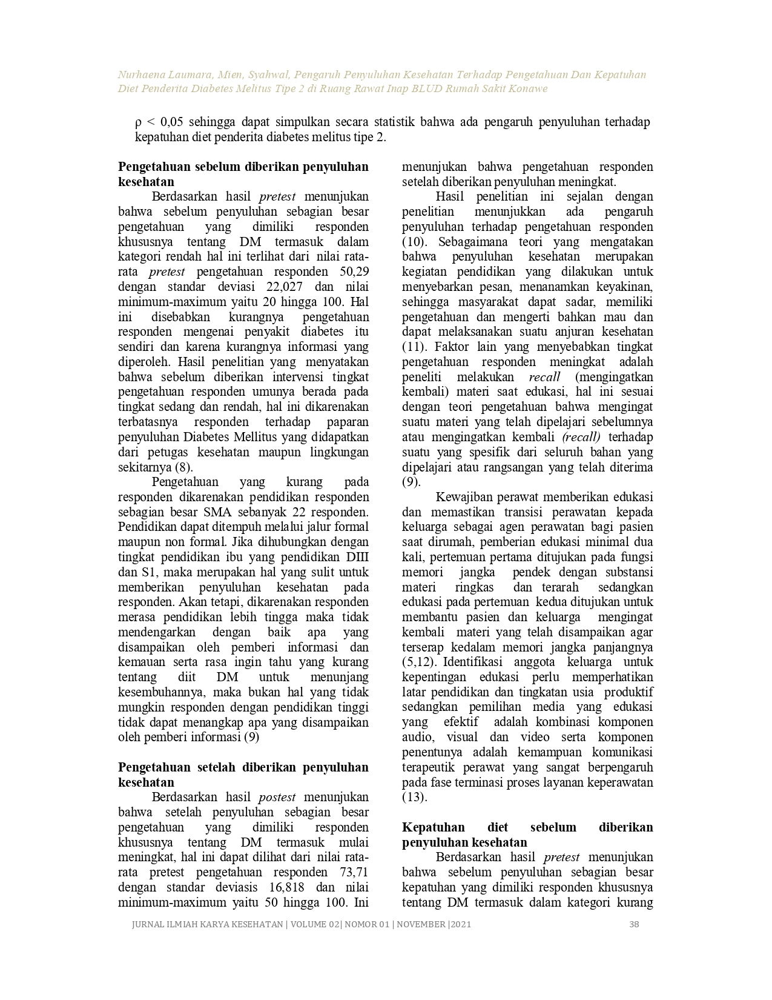 Nurhaena Laumara, Mien, Syahwal, Pengaruh Penyuluhan Kesehatan Terhadap Pengetahuan Dan Kepatuhan
Diet Penderita Diabetes Melitus Tipe 2 di Ruang Rawat Inap BLUD Rumah Sakit Konawe
ρ < 0,05 sehingga dapat simpulkan secara statistik bahwa ada pengaruh penyuluhan terhadap
kepatuhan diet penderita diabetes melitus tipe 2.
Pengetahuan sebelum diberikan penyuluhan
kesehatan
Berdasarkan hasil pretest menunjukan
bahwa sebelum penyuluhan sebagian besar
pengetahuan yang dimiliki responden
khususnya tentang DM termasuk dalam
kategori rendah hal ini terlihat dari nilai rata-
rata pretest pengetahuan responden 50,29
dengan standar deviasi 22,027 dan nilai
minimum-maximum yaitu 20 hingga 100. Hal
ini disebabkan kurangnya pengetahuan
responden mengenai penyakit diabetes itu
sendiri dan karena kurangnya informasi yang
diperoleh. Hasil penelitian yang menyatakan
bahwa sebelum diberikan intervensi tingkat
pengetahuan responden umunya berada pada
tingkat sedang dan rendah, hal ini dikarenakan
terbatasnya responden terhadap paparan
penyuluhan Diabetes Mellitus yang didapatkan
dari petugas kesehatan maupun lingkungan
sekitarnya (8).
Pengetahuan yang kurang pada
responden dikarenakan pendidikan responden
sebagian besar SMA sebanyak 22 responden.
Pendidikan dapat ditempuh melalui jalur formal
maupun non formal. Jika dihubungkan dengan
tingkat pendidikan ibu yang pendidikan DIII
dan S1, maka merupakan hal yang sulit untuk
memberikan penyuluhan kesehatan pada
responden. Akan tetapi, dikarenakan responden
merasa pendidikan lebih tingga maka tidak
mendengarkan dengan baik apa yang
disampaikan oleh pemberi informasi dan
kemauan serta rasa ingin tahu yang kurang
tentang diit DM untuk menunjang
kesembuhannya, maka bukan hal yang tidak
mungkin responden dengan pendidikan tinggi
tidak dapat menangkap apa yang disampaikan
oleh pemberi informasi (9)
Pengetahuan setelah diberikan penyuluhan
kesehatan
Berdasarkan hasil postest menunjukan
bahwa setelah penyuluhan sebagian besar
pengetahuan yang dimiliki responden
khususnya tentang DM termasuk mulai
meningkat, hal ini dapat dilihat dari nilai rata-
rata pretest pengetahuan responden 73,71
dengan standar deviasis 16,818 dan nilai
minimum-maximum yaitu 50 hingga 100. Ini
menunjukan bahwa pengetahuan responden
setelah diberikan penyuluhan meningkat.
Hasil penelitian ini sejalan dengan
penelitian menunjukkan ada pengaruh
penyuluhan terhadap pengetahuan responden
(10). Sebagaimana teori yang mengatakan
bahwa penyuluhan kesehatan merupakan
kegiatan pendidikan yang dilakukan untuk
menyebarkan pesan, menanamkan keyakinan,
sehingga masyarakat dapat sadar, memiliki
pengetahuan dan mengerti bahkan mau dan
dapat melaksanakan suatu anjuran kesehatan
(11). Faktor lain yang menyebabkan tingkat
pengetahuan responden meningkat adalah
peneliti melakukan recall (mengingatkan
kembali) materi saat edukasi, hal ini sesuai
dengan teori pengetahuan bahwa mengingat
suatu materi yang telah dipelajari sebelumnya
atau mengingatkan kembali (recall) terhadap
suatu yang spesifik dari seluruh bahan yang
dipelajari atau rangsangan yang telah diterima
(9).
Kewajiban perawat memberikan edukasi
dan memastikan transisi perawatan kepada
keluarga sebagai agen perawatan bagi pasien
saat dirumah, pemberian edukasi minimal dua
kali, pertemuan pertama ditujukan pada fungsi
memori jangka pendek dengan substansi
materi ringkas dan terarah sedangkan
edukasi pada pertemuan kedua ditujukan untuk
membantu pasien dan keluarga mengingat
kembali materi yang telah disampaikan agar
terserap kedalam memori jangka panjangnya
(5,12). Identifikasi anggota keluarga untuk
kepentingan edukasi perlu memperhatikan
latar pendidikan dan tingkatan usia produktif
sedangkan pemilihan media yang edukasi
yang efektif adalah kombinasi komponen
audio, visual dan video serta komponen
penentunya adalah kemampuan komunikasi
terapeutik perawat yang sangat berpengaruh
pada fase terminasi proses layanan keperawatan
(13).
Kepatuhan diet sebelum diberikan
penyuluhan kesehatan
Berdasarkan hasil pretest menunjukan
bahwa sebelum penyuluhan sebagian besar
kepatuhan yang dimiliki responden khususnya
tentang DM termasuk dalam kategori kurang
JURNAL ILMIAH KARYA KESEHATAN | VOLUME 02| NOMOR 01 | NOVEMBER |2021 38